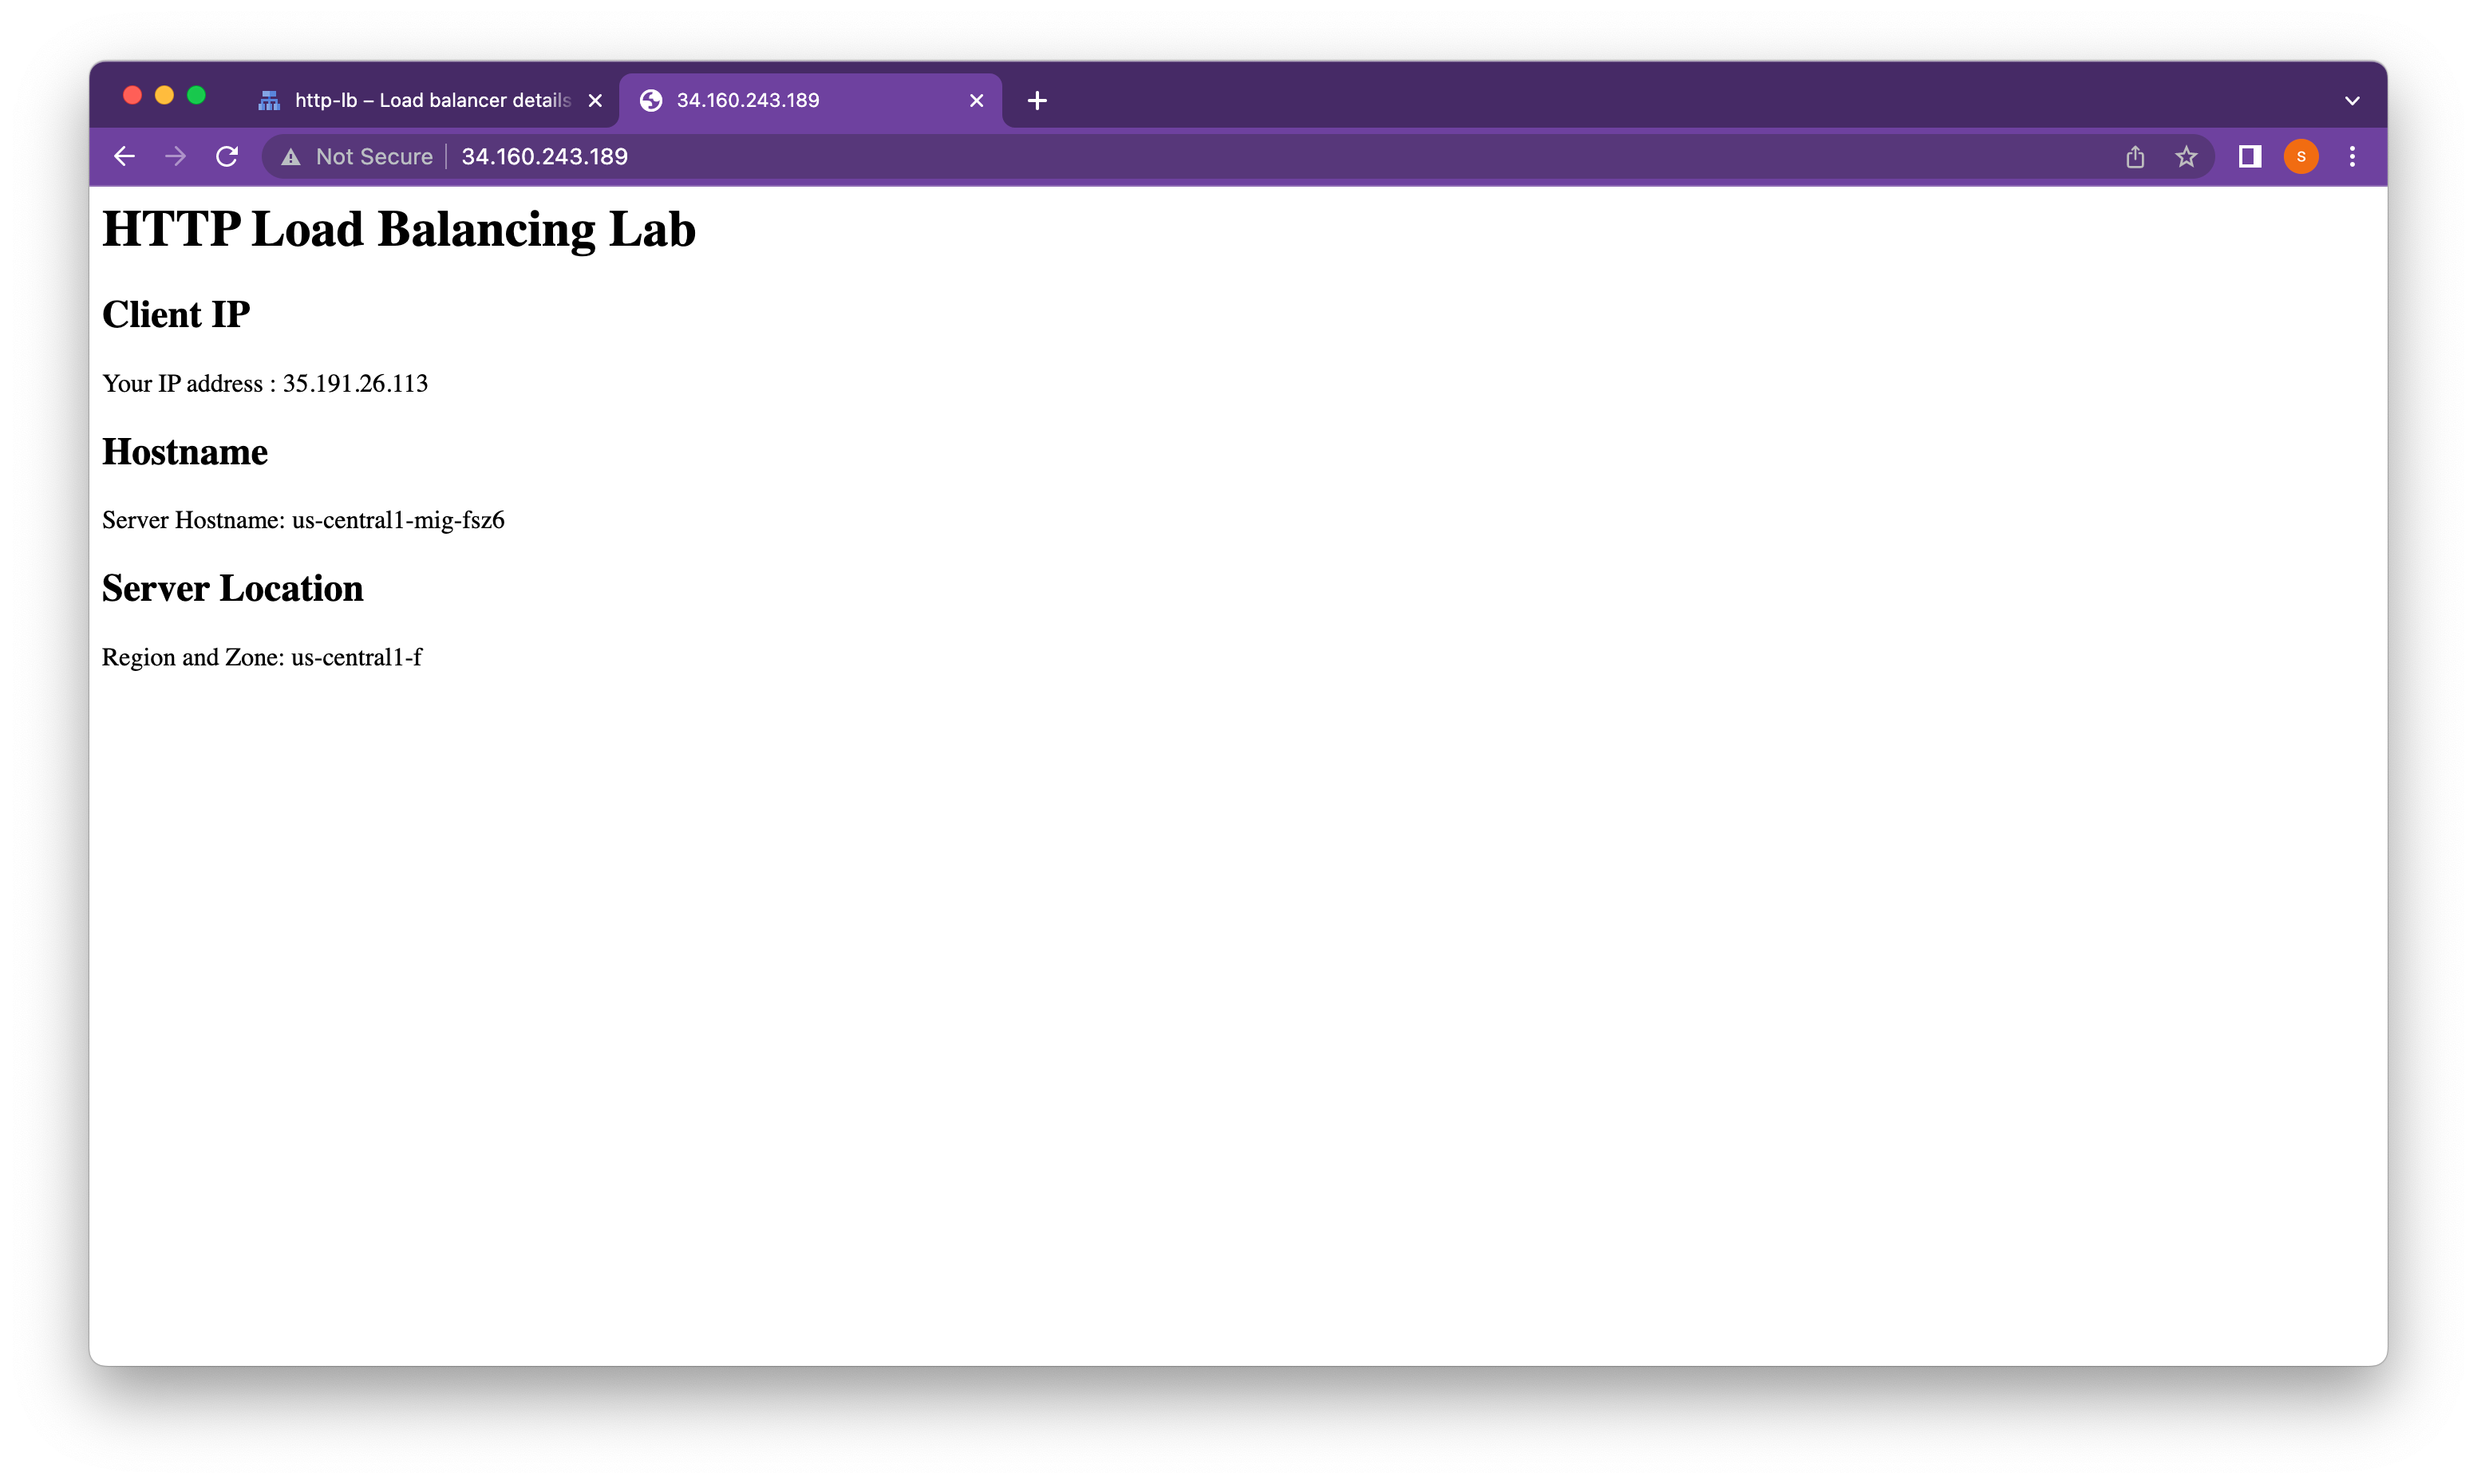 http-lb – Load balancer details
34.160.243.189
Not Secure
34.160.243.189
S
HTTP Load Balancing Lab
Client IP
Your IP address : 35.191.26.113
Hostname
Server Hostname: us-central1-mig-fsz6
Server Location
Region and Zone: us-central1-f